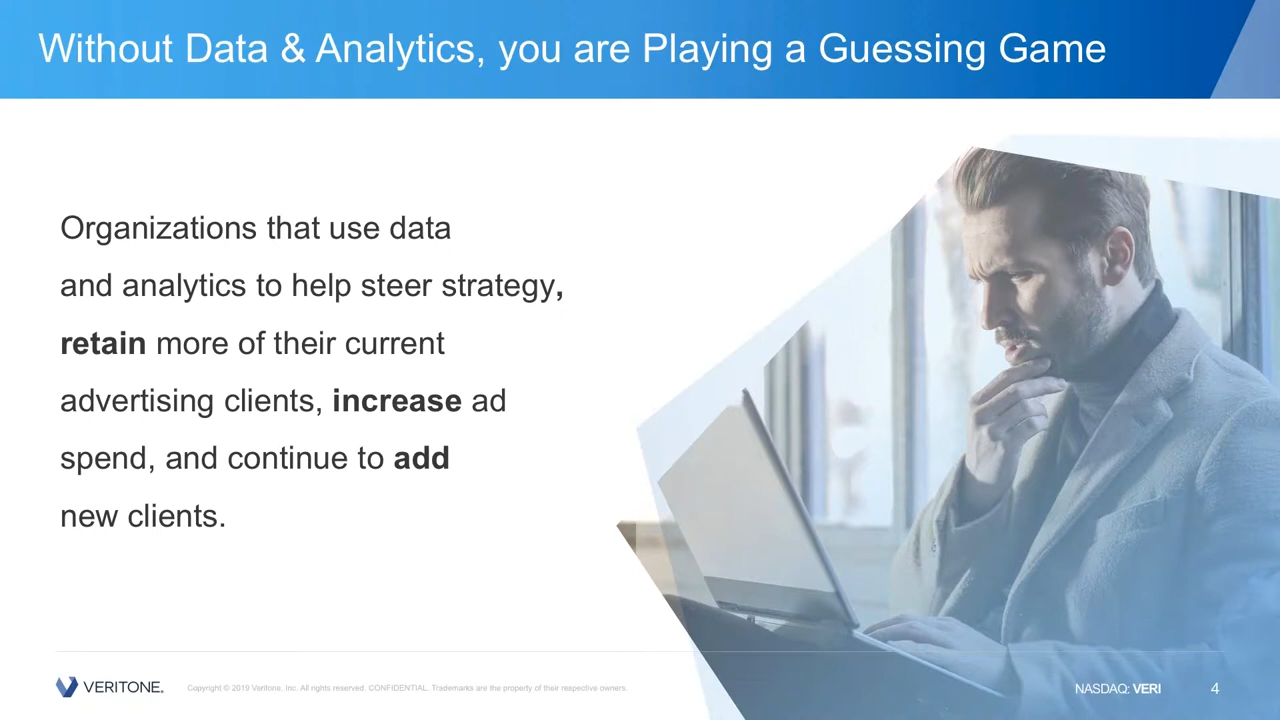 Without Data & Analytics, you are Playing a Guessing Game
Organizations that use data
and analytics to help steer strategy,
retain more of their current
advertising clients, increase ad
spend, and continue to add
new clients.
VERITONE.
Copyright © 2019 Veritone, Inc. All rights reserved. CONFIDENTIAL. Trademarks are the property of their respective owners.
NASDAQ: VERI
4